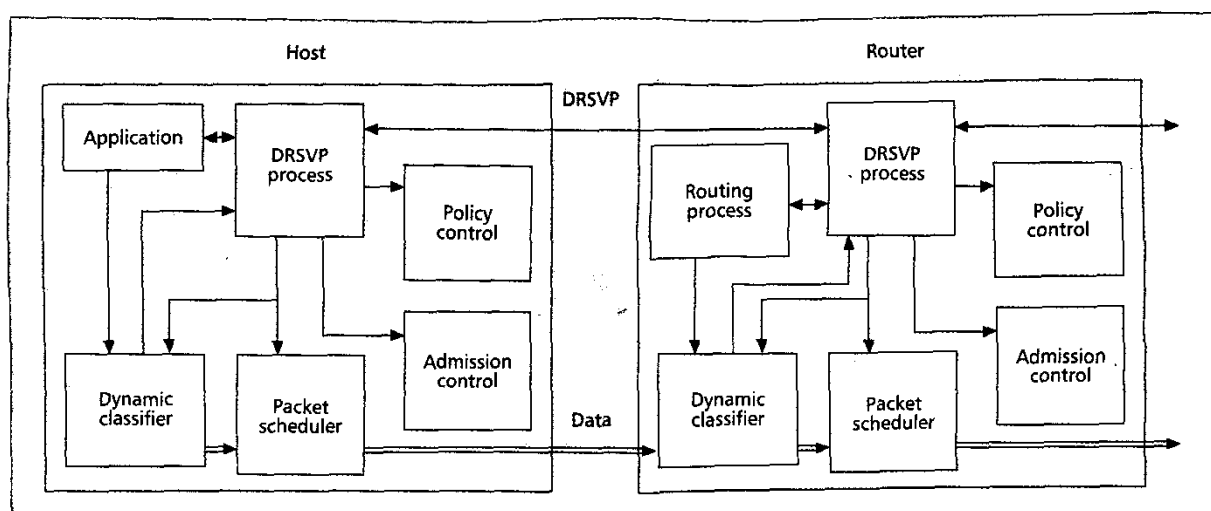 Host
Router
DRSVP
Application
DRSVP
process
Policy
control
Admission
control
Dynamic
classifier
Packet
scheduler
Data
Routing
process
DRSVP
process
Policy
control
Admission
control
Dynamic
classifier
Packet
scheduler